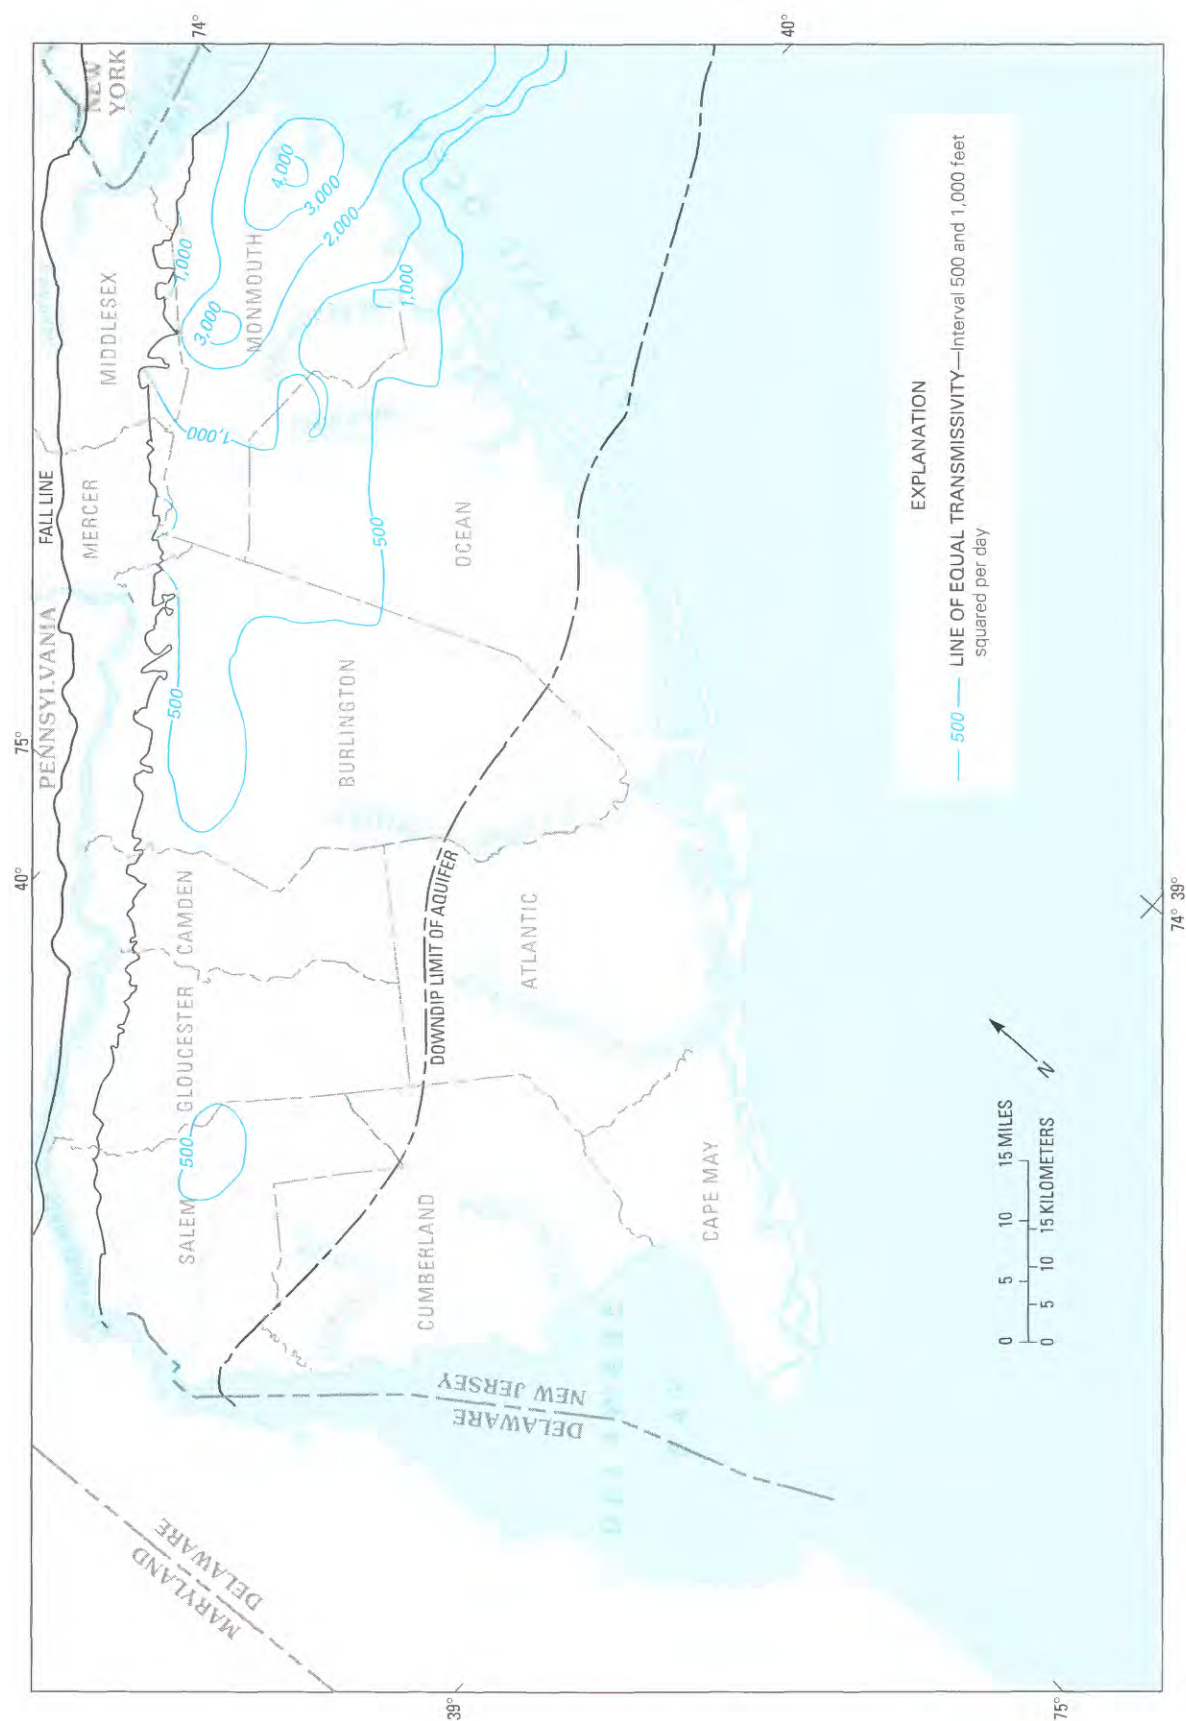 75°
74°
40°
FALL LINE
PENNSYLVANIA
NEW
YORK
MERCER
MIDDLESEX
1,000
1,000
3,000
4,000
3,000
2,000
MONMOUTH
1,000
500
500
500
SALEM
GLOUCESTER
CAMDEN
BURLINGTON
OCEAN
DOWNDIP LIMIT OF AQUIFER
ATLANTIC
CUMBERLAND
CAPE MAY
MARYLAND
DELAWARE
NEW JERSEY
DELAWARE
39°
40°
EXPLANATION
500 LINE OF EQUAL TRANSMISSIVITY—Interval 500 and 1,000 feet
squared per day
N
0 5 10 15 MILES
0 5 10 15 KILOMETERS
75°
74° 39°